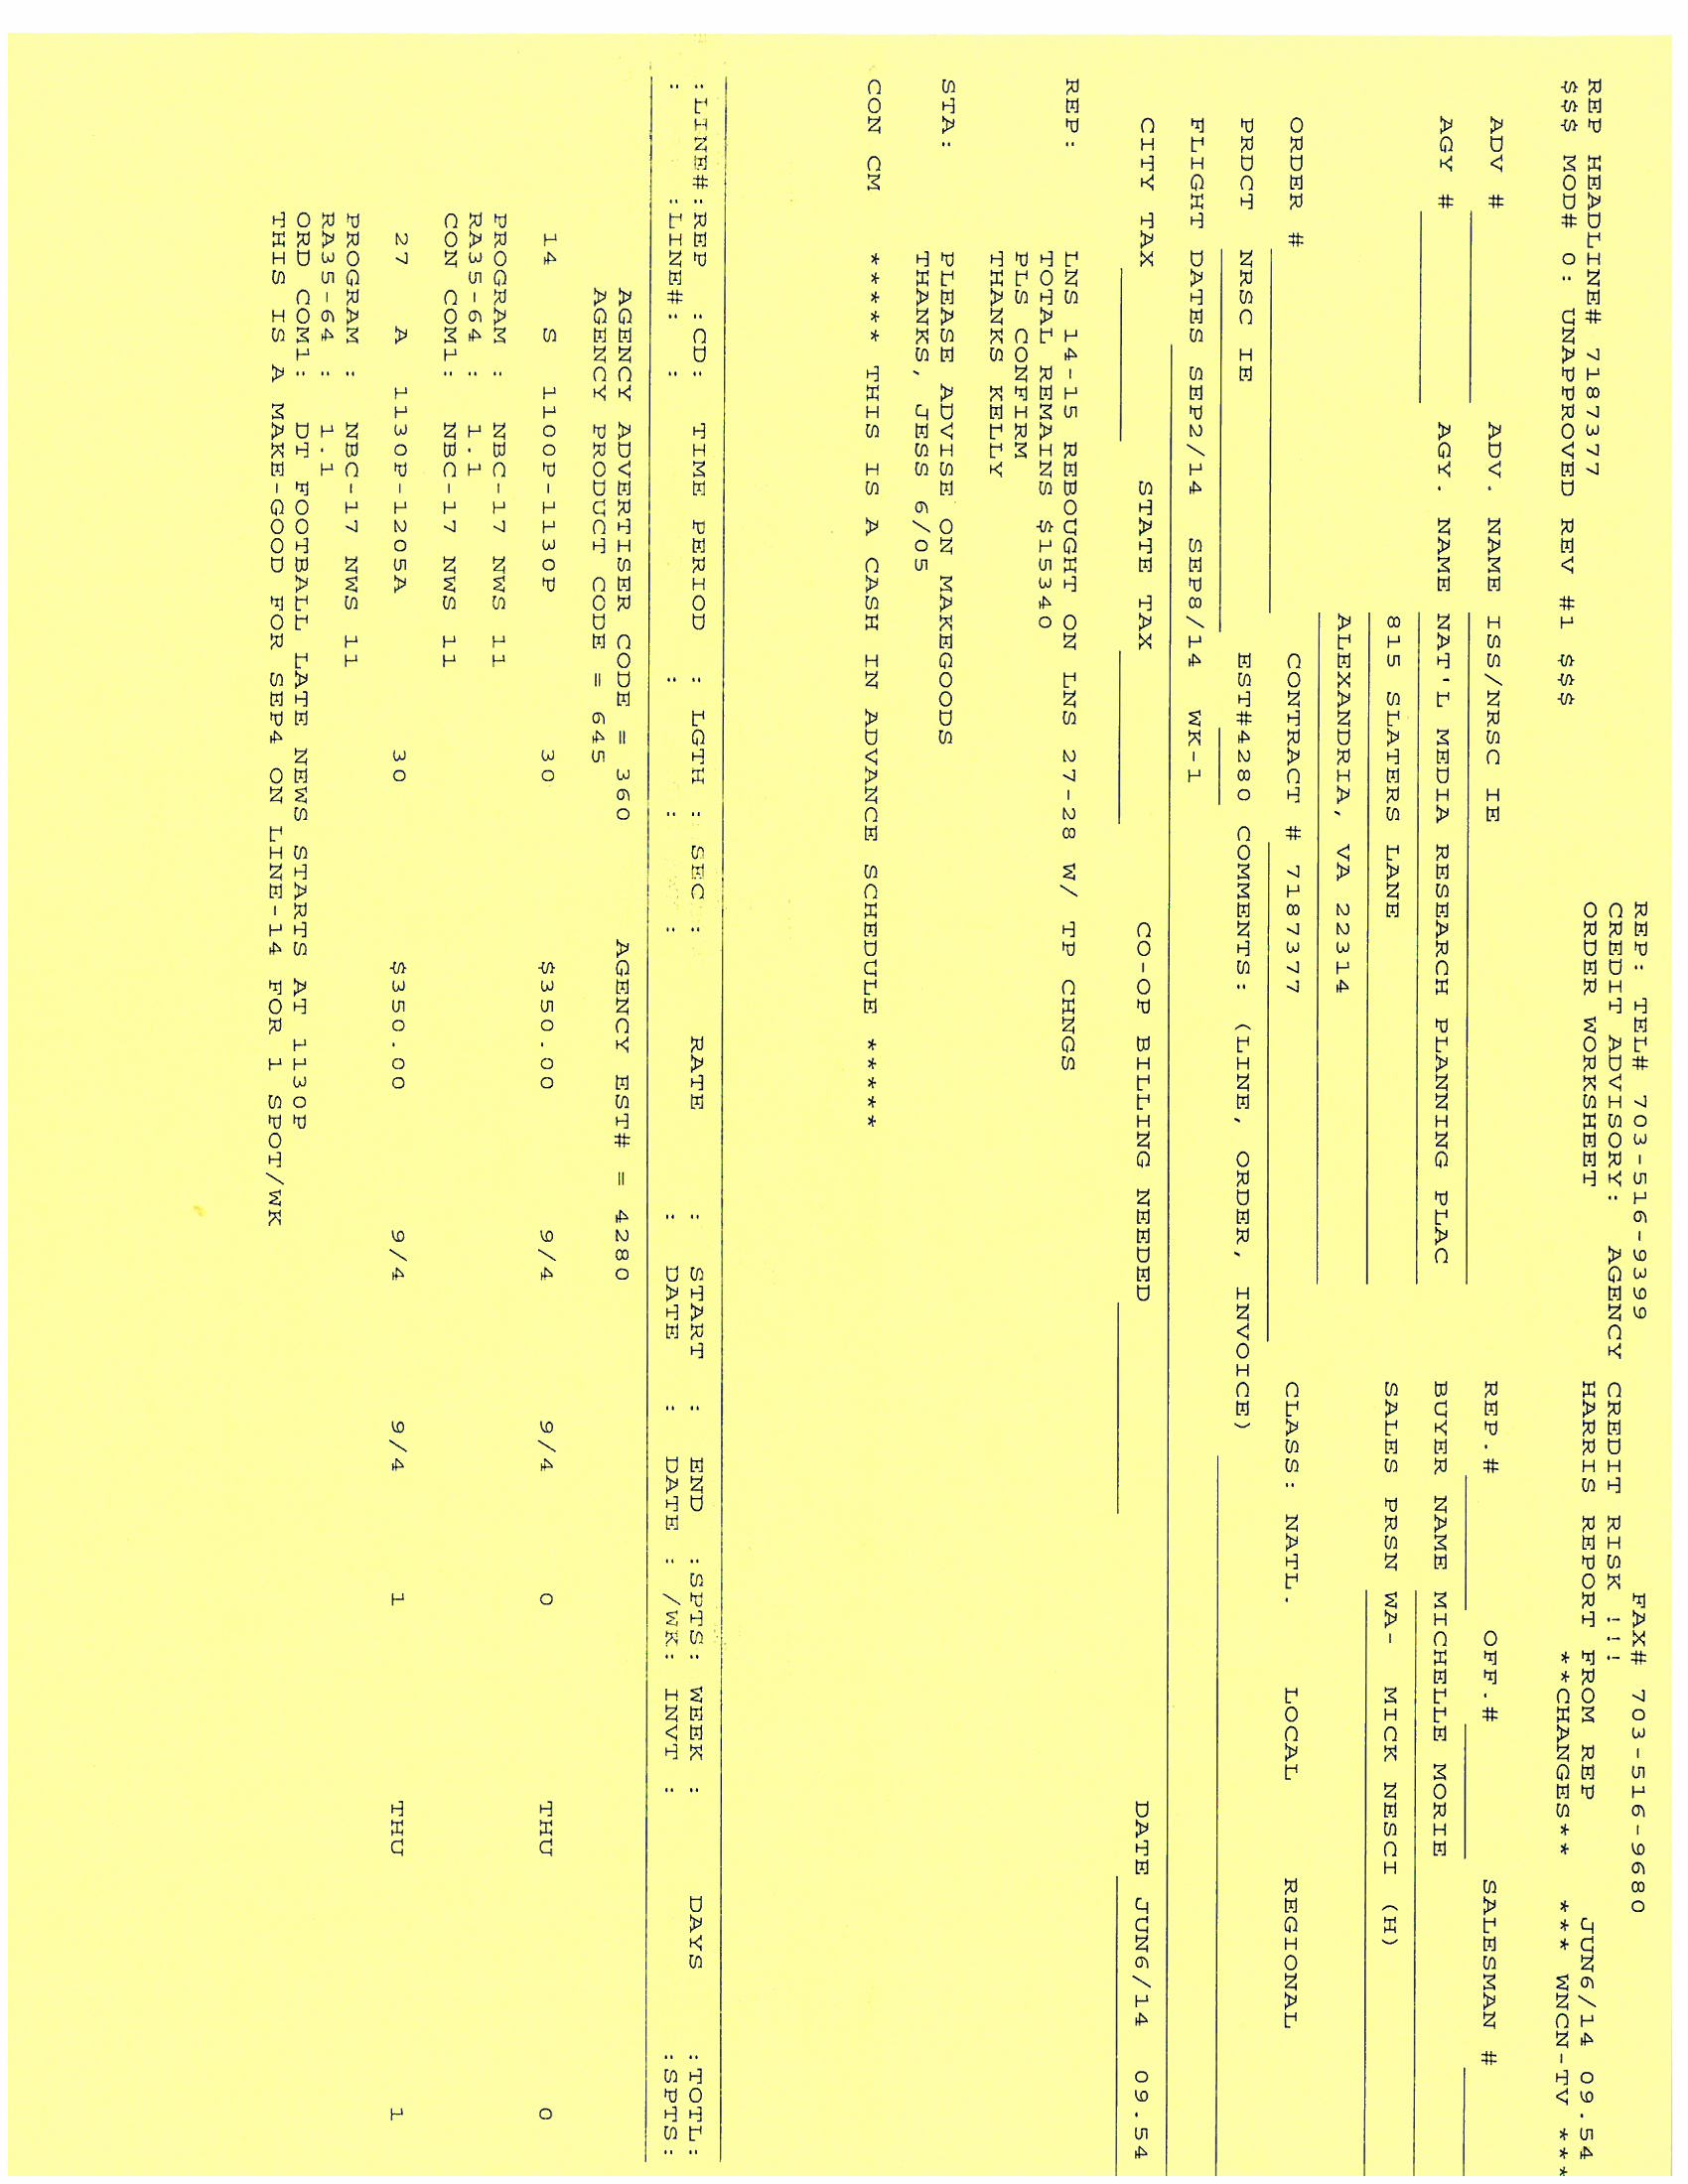 REP: TEL# 703-516-9399 FAX# 703-516-9680
CREDIT ADVISORY: AGENCY CREDIT RISK !!!
REP HEADLINE# 7187377 ORDER WORKSHEET HARRIS REPORT FROM REP JUN6/14 09.54
$$$ MOD# 0: UNAPPROVED REV #1 $$$ **CHANGES** *** WNCN-TV ***
ADV # ADV. NAME ISS/NRSC IE REP.# OFF.# SALESMAN #
AGY # AGY. NAME NAT'L MEDIA RESEARCH PLANNING PLAC BUYER NAME MICHELLE MORIE
815 SLATERS LANE SALES PRSN WA- MICK NESCI (H)
ALEXANDRIA, VA 22314
ORDER # CONTRACT # 7187377 CLASS: NATL. LOCAL REGIONAL
PRDCT NRSC IE EST#4280 COMMENTS: (LINE, ORDER, INVOICE)
FLIGHT DATES SEP2/14 SEP8/14 WK-1
CITY TAX STATE TAX CO-OP BILLING NEEDED DATE JUN6/14 09.54
REP: LNS 14-15 REBOUGHT ON LNS 27-28 W/ TP CHNGS
TOTAL REMAINS $15340
PLS CONFIRM
THANKS KELLY
STA: PLEASE ADVISE ON MAKEGOODS
THANKS, JESS 6/05
CON CM ***** THIS IS A CASH IN ADVANCE SCHEDULE *****
:LINE#:REP :CD: TIME PERIOD : LGTH : SEC : RATE : START : END :SPTS: WEEK : DAYS :TOTL:
: :LINE#: : : : : : DATE : DATE : /WK: INVT : :SPTS:
AGENCY ADVERTISER CODE = 360 AGENCY EST# = 4280
AGENCY PRODUCT CODE = 645
14 S 1100P-1130P 30 $350.00 9/4 9/4 0 THU 0
PROGRAM : NBC-17 NWS 11
RA35-64 : 1.1
CON COM1: NBC-17 NWS 11
27 A 1130P-1205A 30 $350.00 9/4 9/4 1 THU 1
PROGRAM : NBC-17 NWS 11
RA35-64 : 1.1
ORD COM1: DT FOOTBALL LATE NEWS STARTS AT 1130P
THIS IS A MAKE-GOOD FOR SEP4 ON LINE-14 FOR 1 SPOT/WK